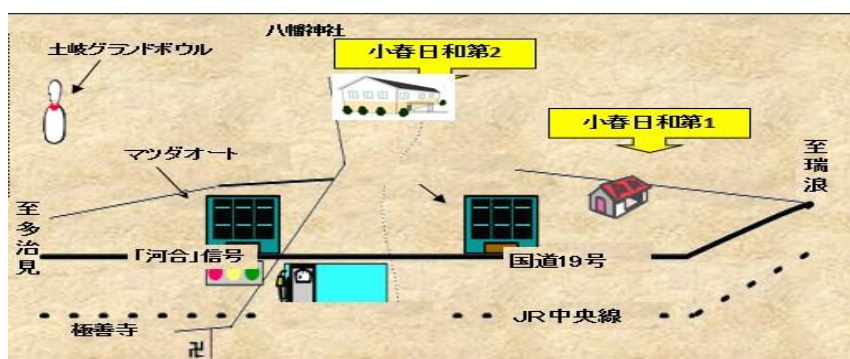 八幡神社
土岐グランドボウル
小春日和第2
小春日和第1
マツダオート
至瑞浪
至多治見
「河合」信号
国道19号
JR中央線
極善寺
卍